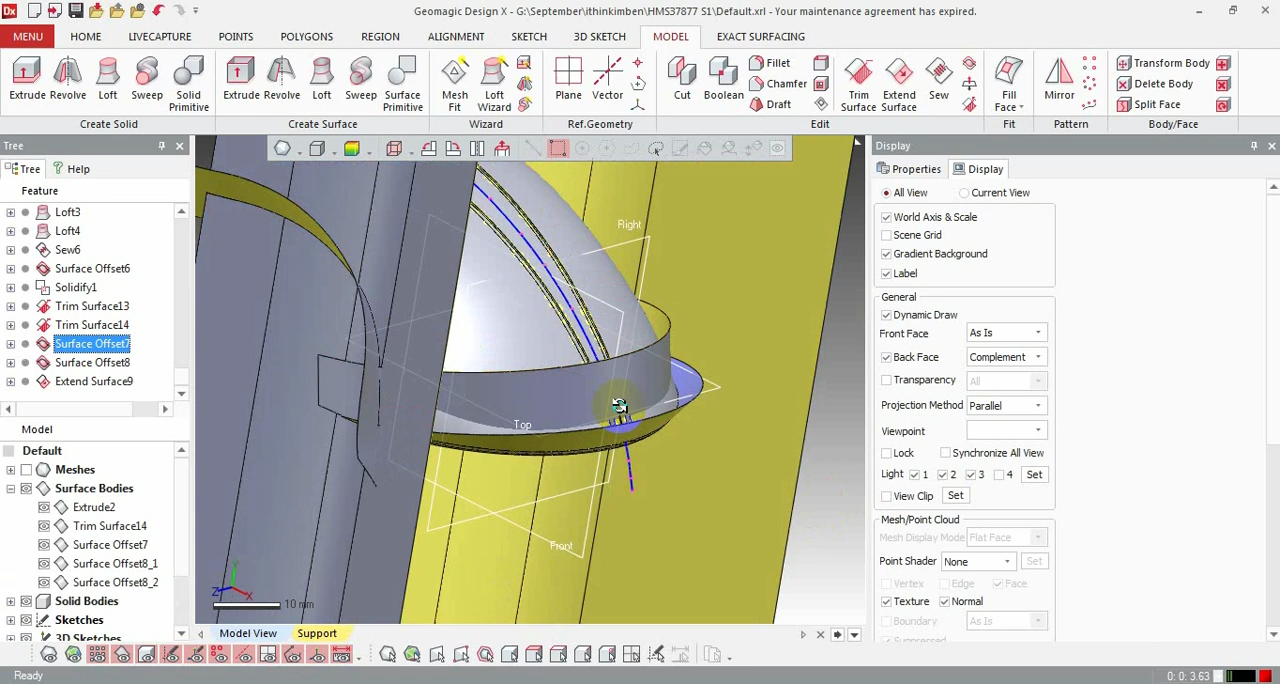 Geomagic Design X - G:\September\ithinkimben\HMS37877 S1\Default.xrl - Your maintenance agreement has expired.
MENU HOME LIVECAPTURE POINTS POLYGONS REGION ALIGNMENT SKETCH 3D SKETCH MODEL EXACT SURFACING
Extrude Revolve Loft Sweep Solid Primitive
Extrude Revolve Loft Sweep Surface Primitive
Mesh Fit Loft Wizard
Plane Vector
Cut Boolean Fillet Chamfer Draft
Trim Surface Extend Surface Sew
Fill Face
Mirror
Transform Body
Delete Body
Split Face
Create Solid Create Surface Wizard Ref.Geometry Edit Fit Pattern Body/Face
Tree
Tree Help
Feature
Loft3
Loft4
Sew6
Surface Offset6
Solidify1
Trim Surface13
Trim Surface14
Surface Offset7
Surface Offset8
Extend Surface9
Model
Default
Meshes
Surface Bodies
Extrude2
Trim Surface14
Surface Offset7
Surface Offset8_1
Surface Offset8_2
Solid Bodies
Sketches
3D Sketches
Right
Top
Front
Y
Z X
10 mm
Model View Support
Display
Properties Display
All View Current View
World Axis & Scale
Scene Grid
Gradient Background
Label
General
Dynamic Draw
Front Face As Is
Back Face Complement
Transparency All
Projection Method Parallel
Viewpoint
Lock Synchronize All View
Light 1 2 3 4 Set
View Clip Set
Mesh/Point Cloud
Mesh Display Mode Flat Face
Point Shader None Set
Vertex Edge Face
Texture Normal
Boundary As Is
Ready
0: 0: 3.63